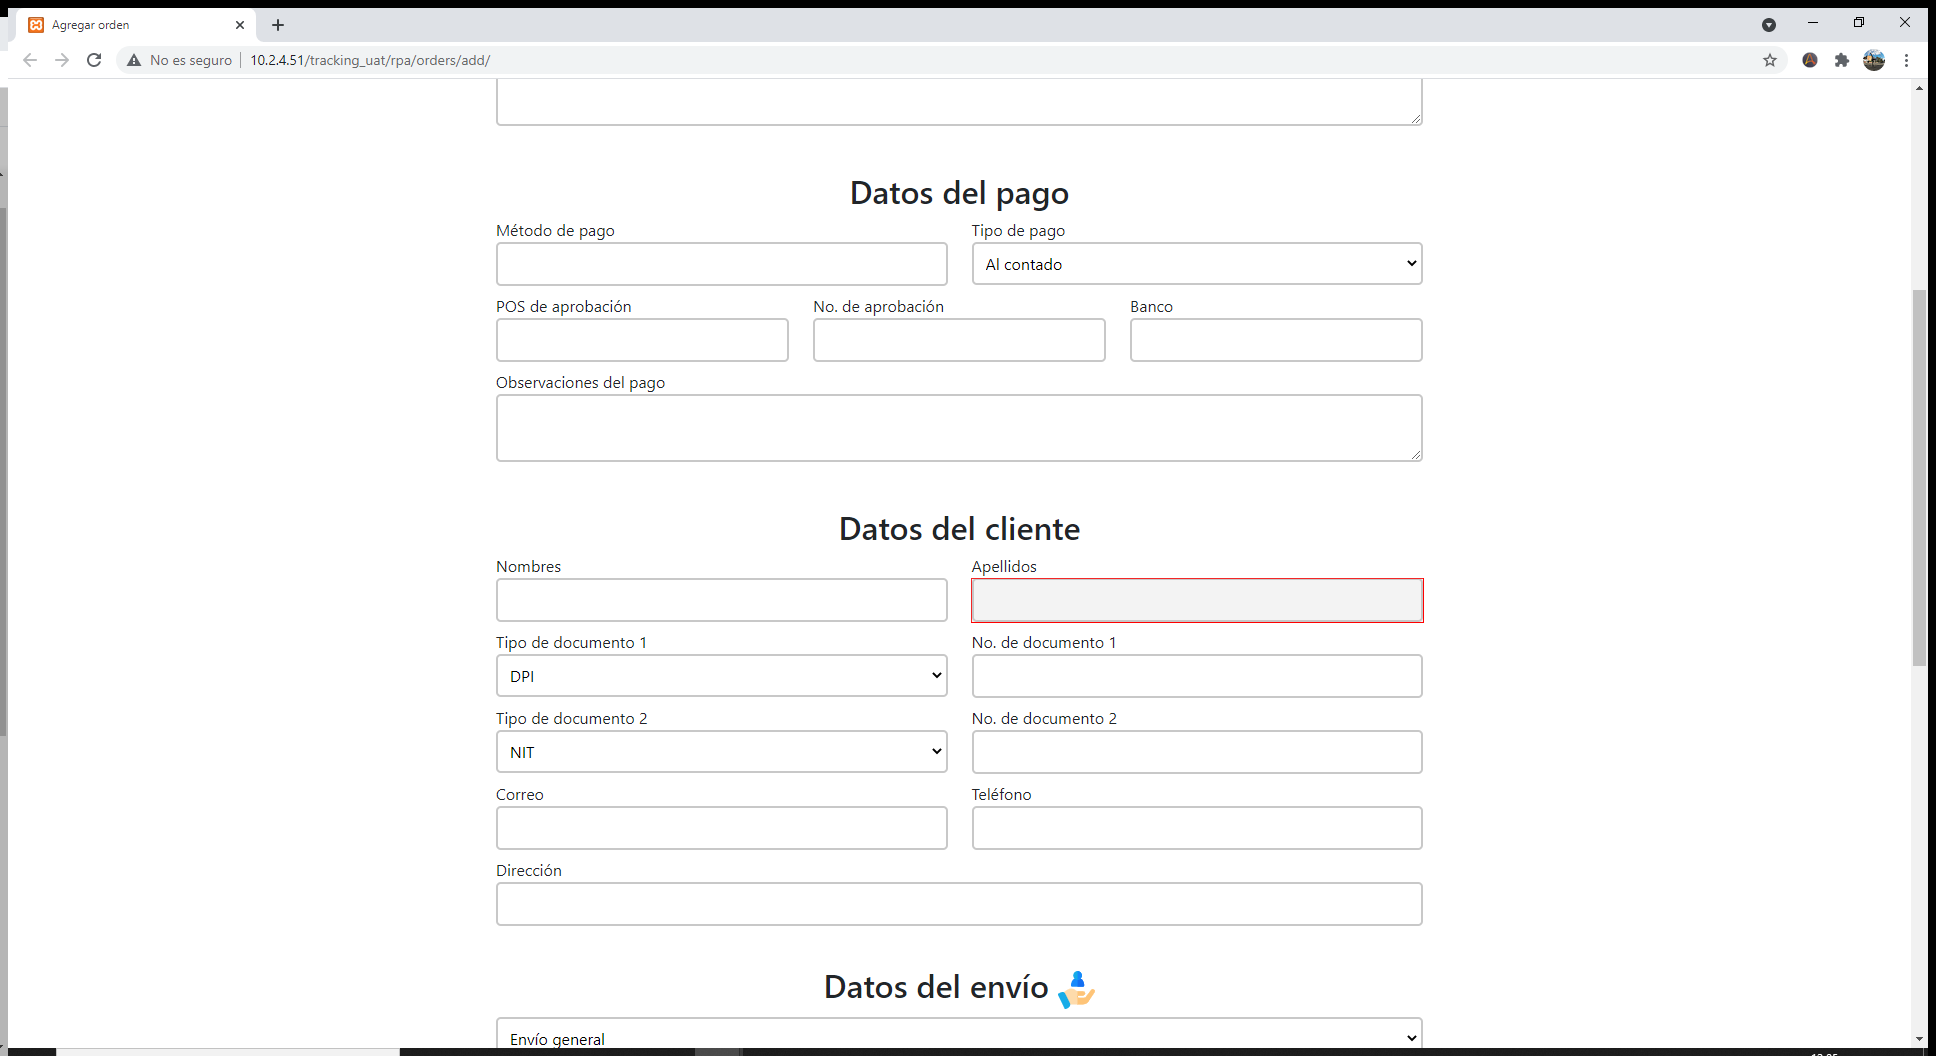 Agregar orden
No es seguro 10.2.4.51/tracking_uat/rpa/orders/add/
Datos del pago
Método de pago Tipo de pago
Al contado
POS de aprobación No. de aprobación Banco
Observaciones del pago
Datos del cliente
Nombres Apellidos
Tipo de documento 1 No. de documento 1
DPI
Tipo de documento 2 No. de documento 2
NIT
Correo Teléfono
Dirección
Datos del envío
Envío general